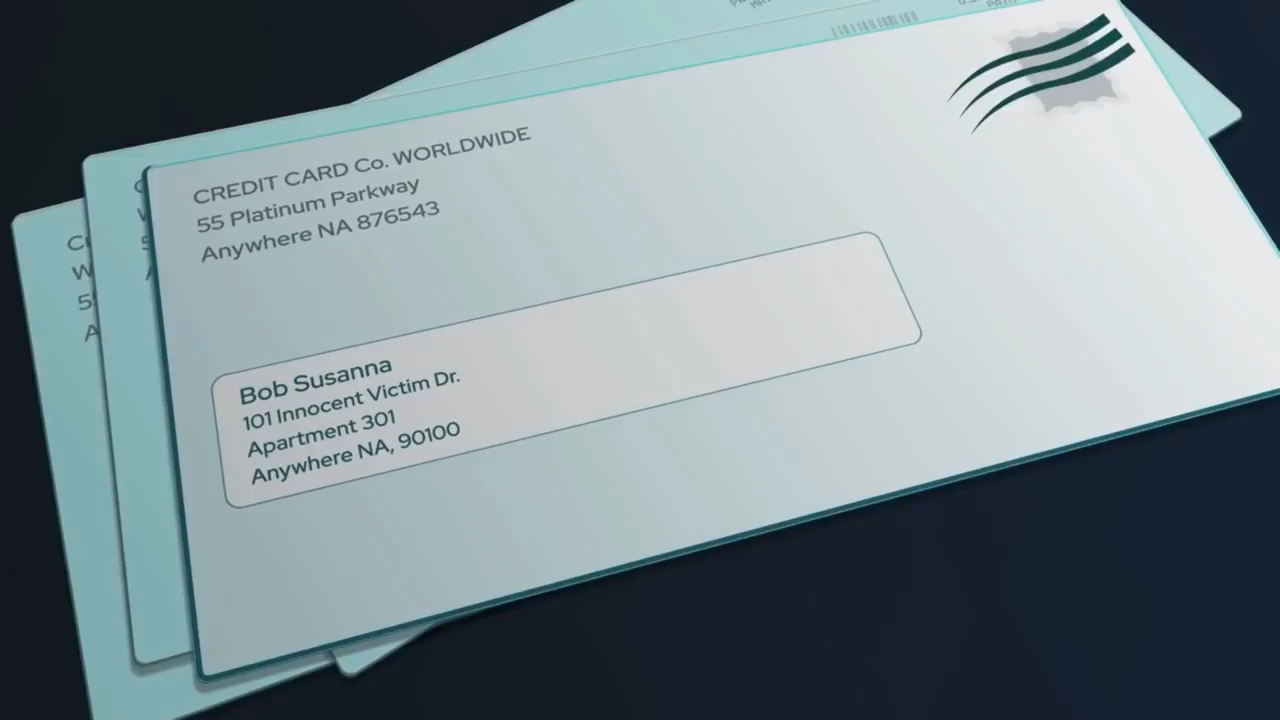 CREDIT CARD Co. WORLDWIDE
55 Platinum Parkway
Anywhere NA 876543
Bob Susanna
101 Innocent Victim Dr.
Apartment 301
Anywhere NA, 90100